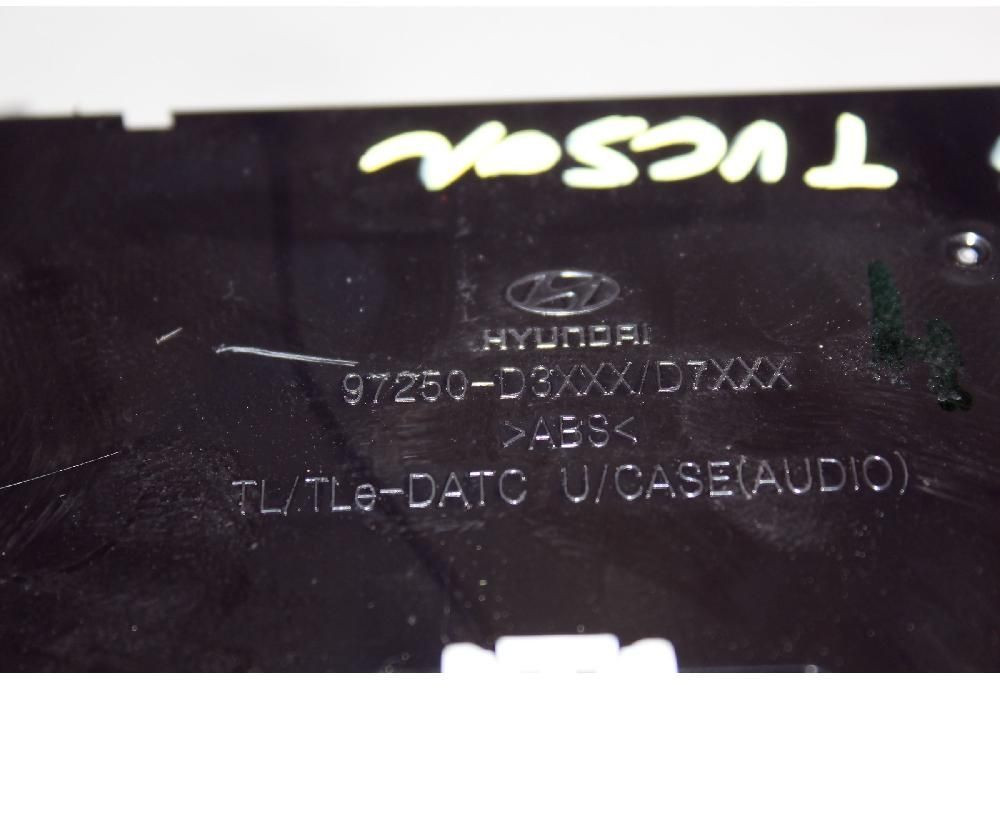 TUCSON
HYUNDAI
97250-D3XXX/D7XXX
>ABS<
TL/TLe-DATC U/CASE(AUDIO)